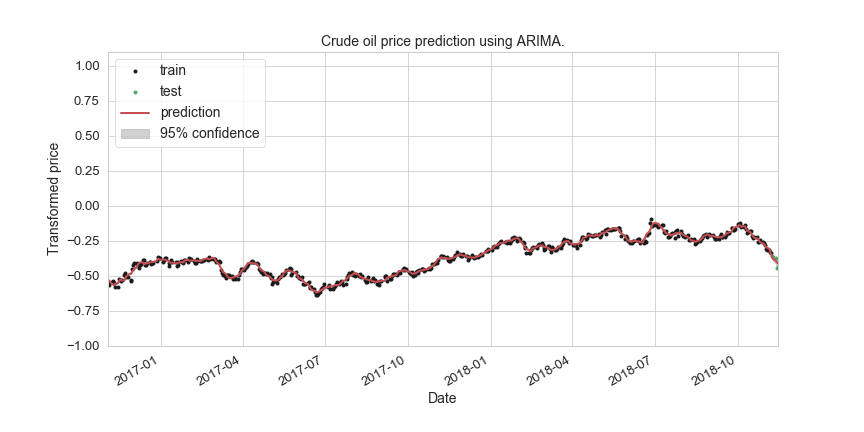 Crude oil price prediction using ARIMA.
train
test
prediction
95% confidence
Transformed price
1.00
0.75
0.50
0.25
0.00
−0.25
−0.50
−0.75
−1.00
2017-01
2017-04
2017-07
2017-10
2018-01
2018-04
2018-07
2018-10
Date